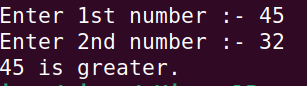 Enter 1st number :- 45
Enter 2nd number :- 32
45 is greater.